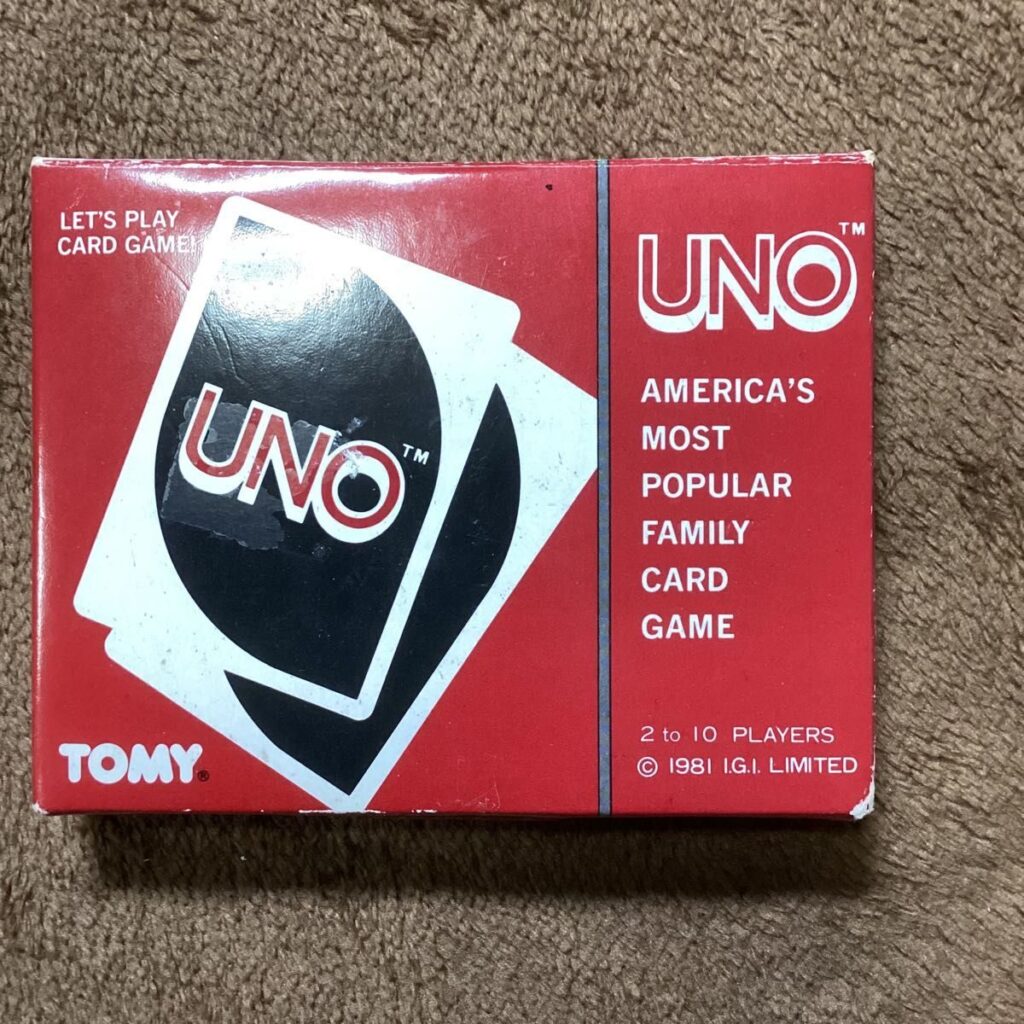 LET'S PLAY
CARD GAME!
UNO™
TOMY®
UNO™
AMERICA'S
MOST
POPULAR
FAMILY
CARD
GAME
2 to 10 PLAYERS
© 1981 I.G.I. LIMITED